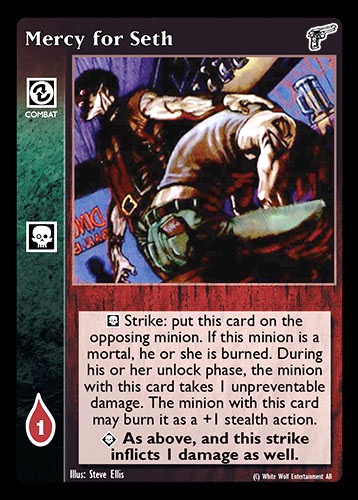 Mercy for Seth
COMBAT
Strike: put this card on the
opposing minion. If this minion is a
mortal, he or she is burned. During
his or her unlock phase, the minion
with this card takes 1 unpreventable
damage. The minion with this card
may burn it as a +1 stealth action.
As above, and this strike
inflicts 1 damage as well.
1
Illus: Steve Ellis
(C) White Wolf Entertainment AB